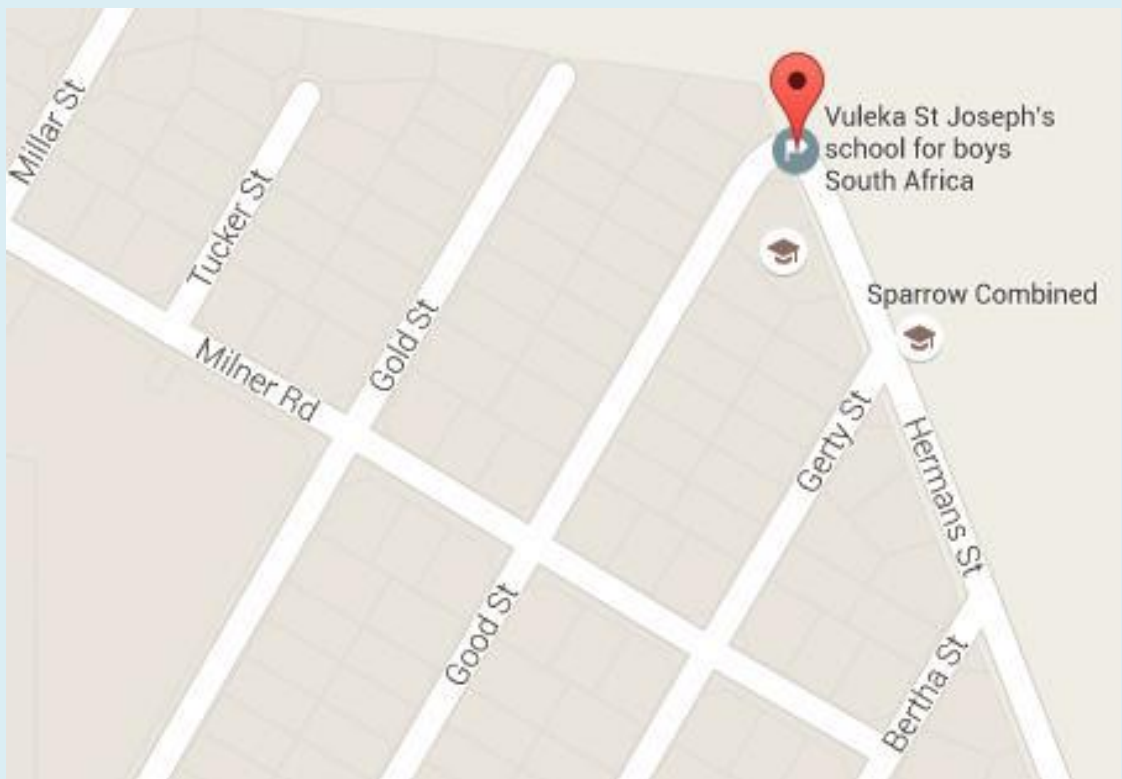 Millar St
Tucker St
Gold St
Milner Rd
Vuleka St Joseph's
school for boys
South Africa
Sparrow Combined
Gerty St
Hermans St
Good St
Bertha St